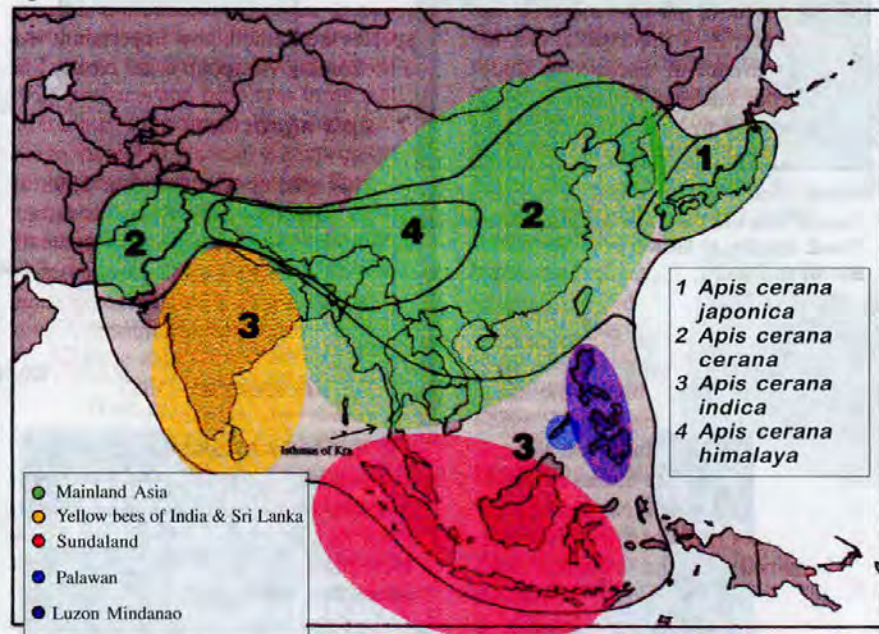 1
2
4
2
3
3
Isthmus of Kra
1 Apis cerana
japonica
2 Apis cerana
cerana
3 Apis cerana
indica
4 Apis cerana
himalaya
Mainland Asia
Yellow bees of India & Sri Lanka
Sundaland
Palawan
Luzon Mindanao